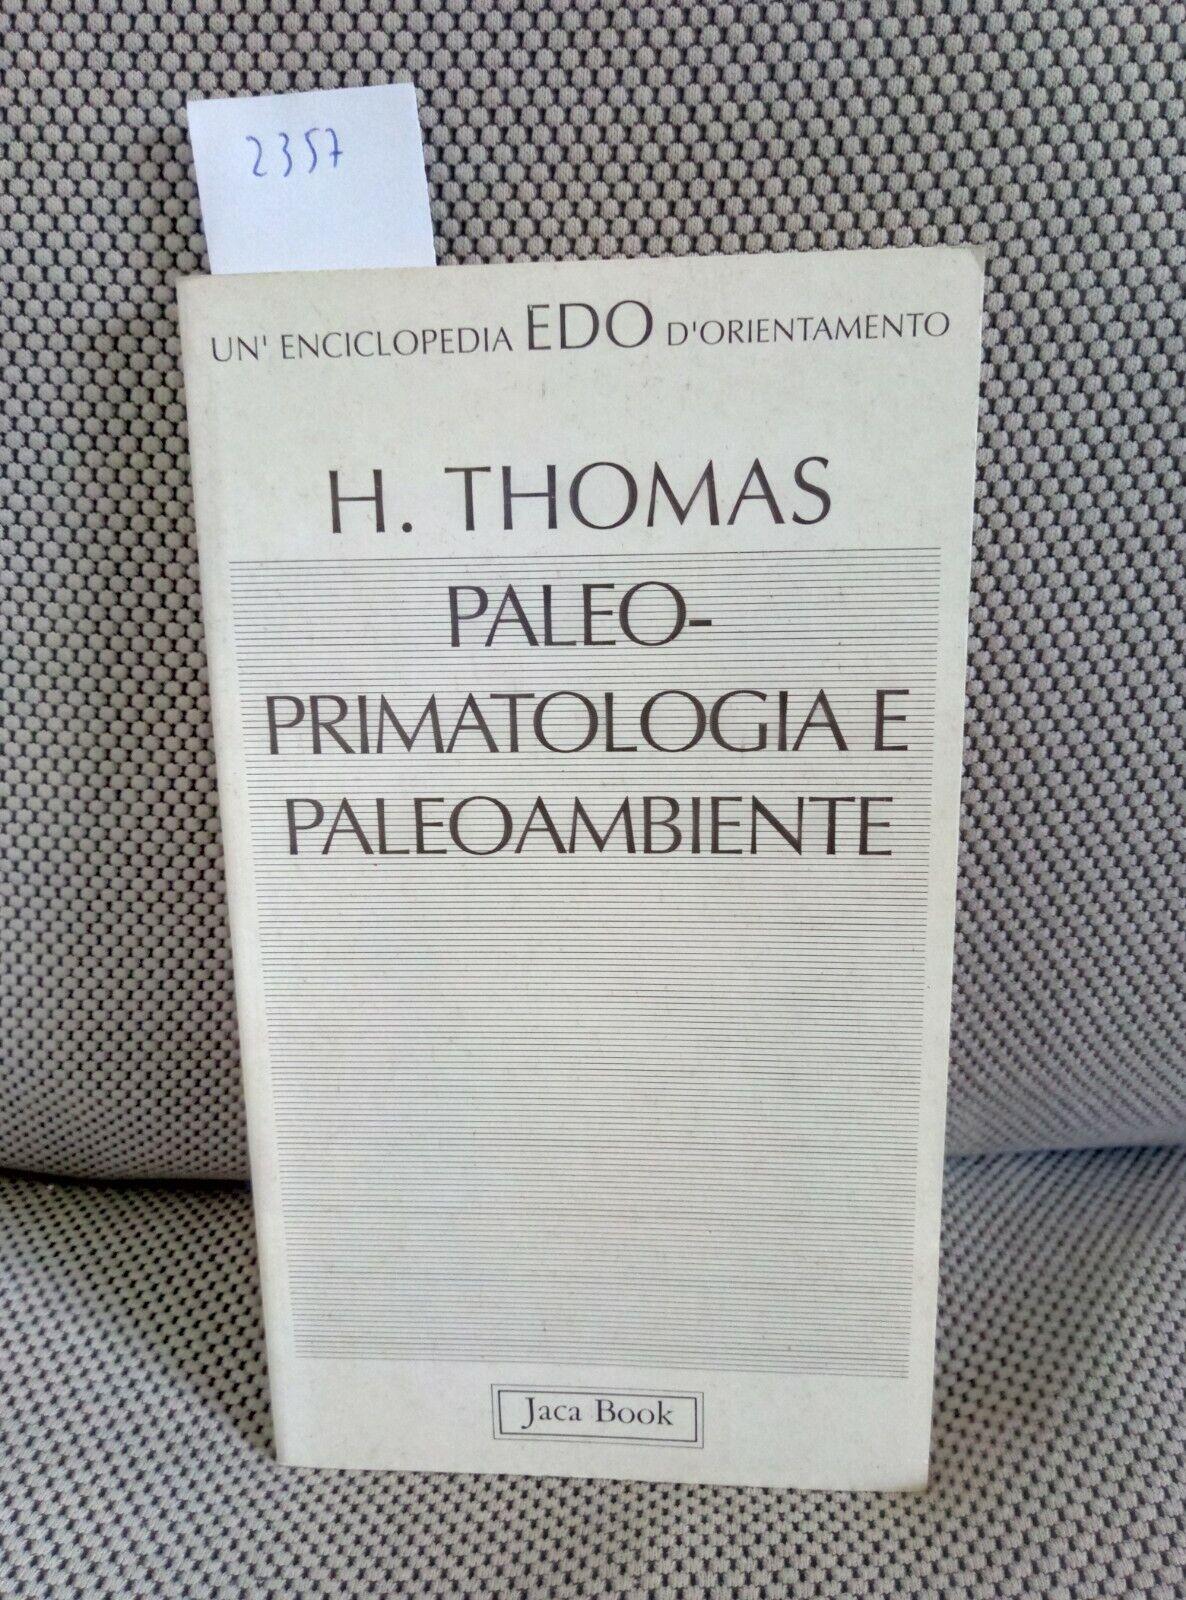 2357
UN' ENCICLOPEDIA EDO D'ORIENTAMENTO
H. THOMAS
PALEO-
PRIMATOLOGIA E
PALEOAMBIENTE
Jaca Book